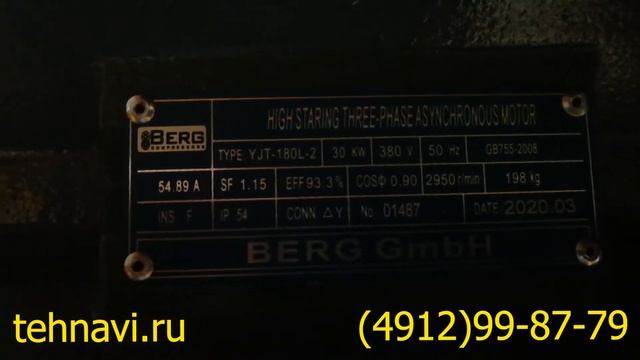 HIGH STARING THREE-PHASE ASYNCHRONOUS MOTOR
BERG
TYPE YJT-180L-2 30 KW 380 V 50 Hz GB755-2008
54.89 A SF 1.15 EFF 93.3% COSΦ 0.90 2950 r/min 198 kg
INS F IP 54 CONN △Y No 01487 DATE 2020.03
BERG GmbH
tehnavi.ru (4912)99-87-79